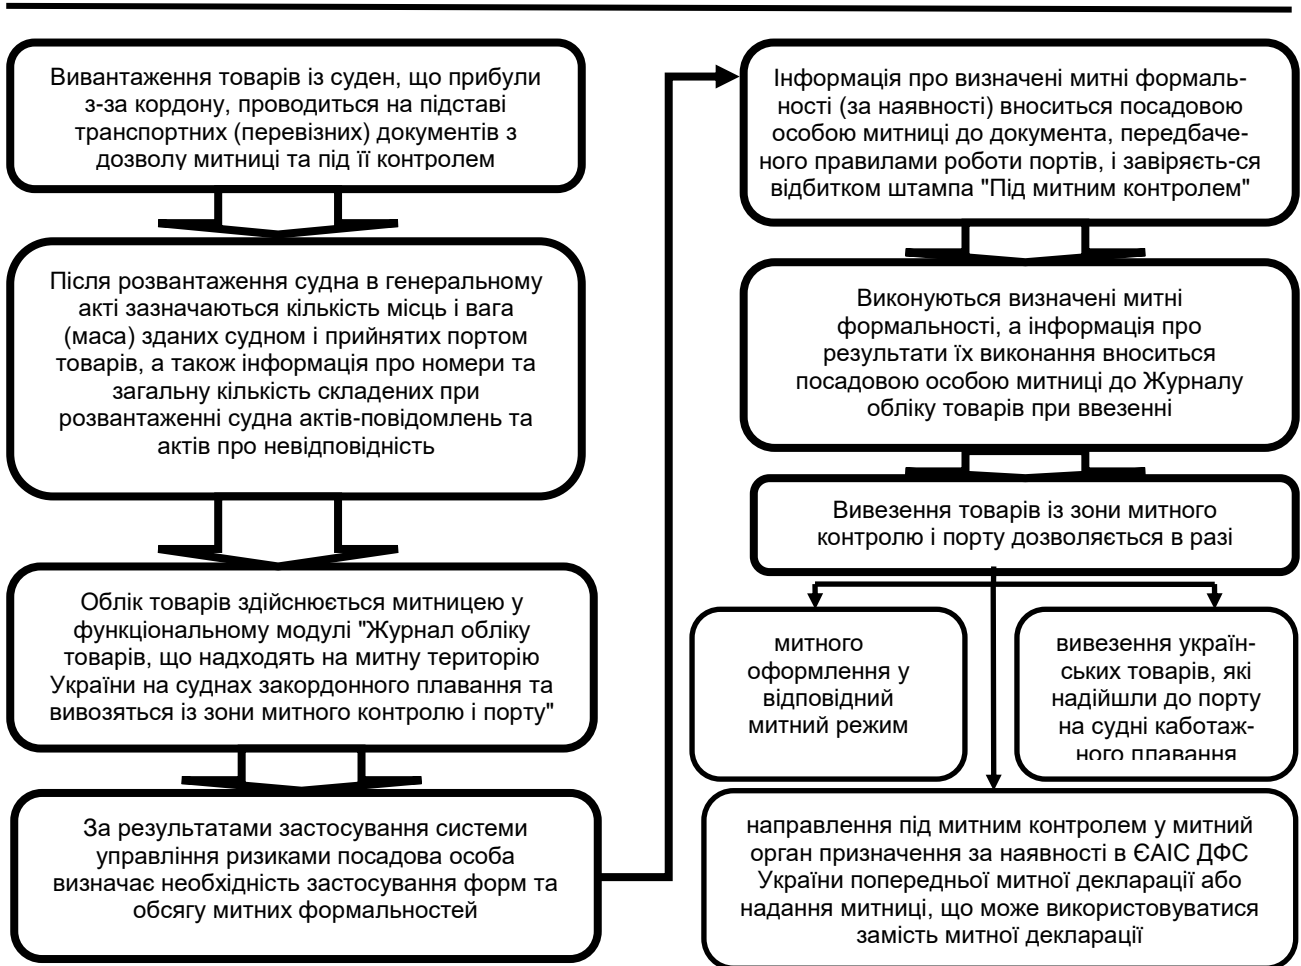 Вивантаження товарів із суден, що прибули
з-за кордону, проводиться на підставі
транспортних (перевізних) документів з
дозволу митниці та під її контролем
Після розвантаження судна в генеральному
акті зазначаються кількість місць і вага
(маса) зданих судном і прийнятих портом
товарів, а також інформація про номери та
загальну кількість складених при
розвантаженні судна актів-повідомлень та
актів про невідповідність
Облік товарів здійснюється митницею у
функціональному модулі "Журнал обліку
товарів, що надходять на митну територію
України на суднах закордонного плавання та
вивозяться із зони митного контролю і порту"
За результатами застосування системи
управління ризиками посадова особа
визначає необхідність застосування форм та
обсягу митних формальностей
Інформація про визначені митні формаль-
ності (за наявності) вноситься посадовою
особою митниці до документа, передбаче-
ного правилами роботи портів, і завіряєть-ся
відбитком штампа "Під митним контролем"
Виконуються визначені митні
формальності, а інформація про
результати їх виконання вноситься
посадовою особою митниці до Журналу
обліку товарів при ввезенні
Вивезення товарів із зони митного
контролю і порту дозволяється в разі
митного
оформлення у
відповідний
митний режим
вивезення україн-
ських товарів, які
надійшли до порту
на судні каботаж-
ного плавання
направлення під митним контролем у митний
орган призначення за наявності в ЄАІС ДФС
України попередньої митної декларації або
надання митниці, що може використовуватися
замість митної декларації